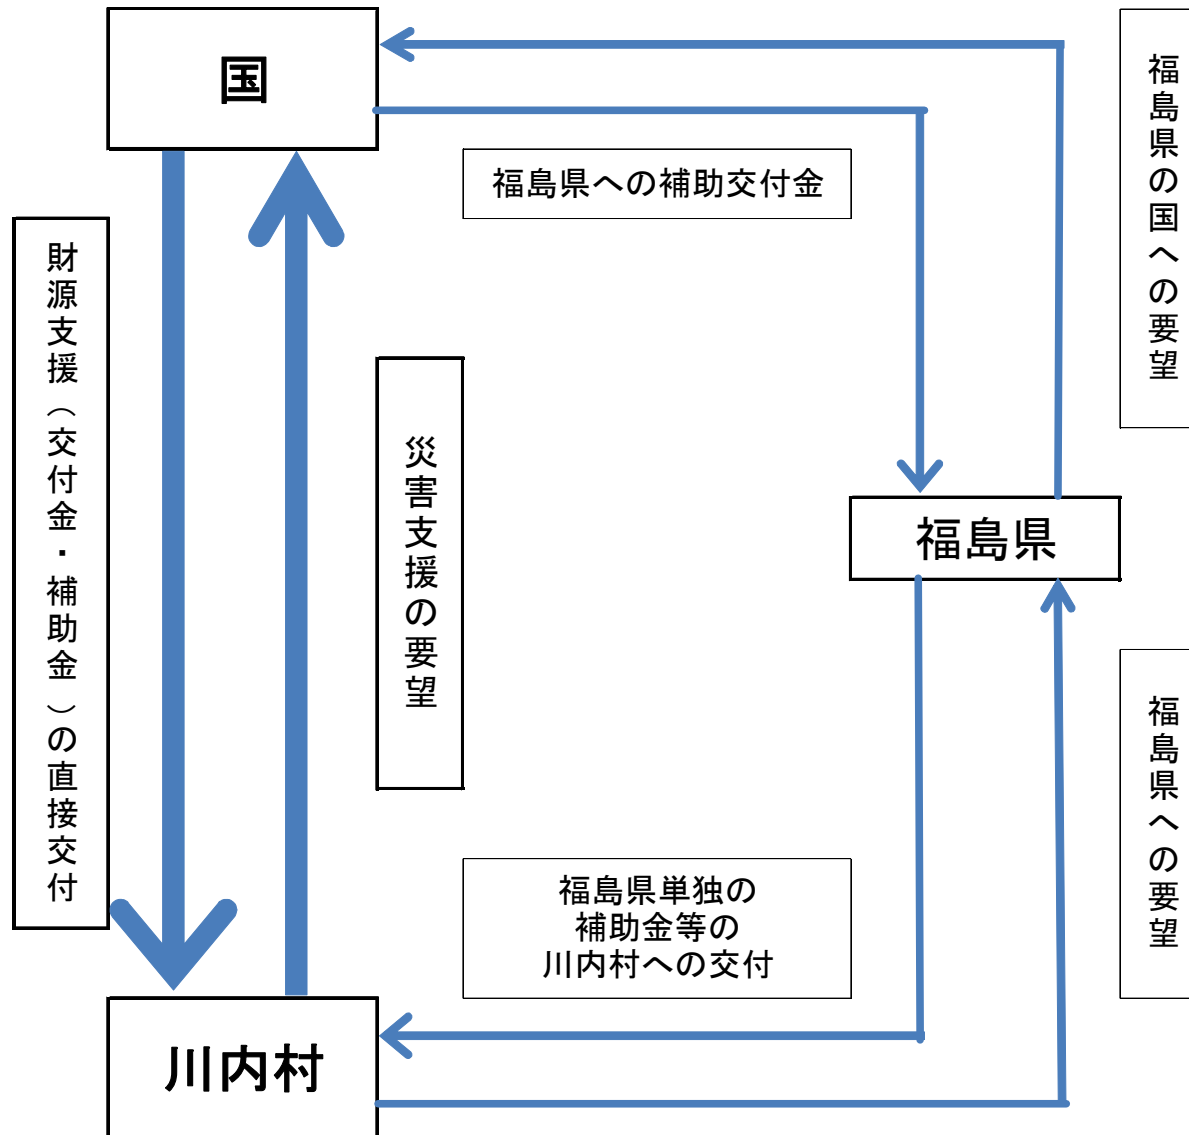 国
福島県への補助交付金
福島県の国への要望
財源支援（交付金・補助金）の直接交付
災害支援の要望
福島県
福島県への要望
福島県単独の
補助金等の
川内村への交付
川内村